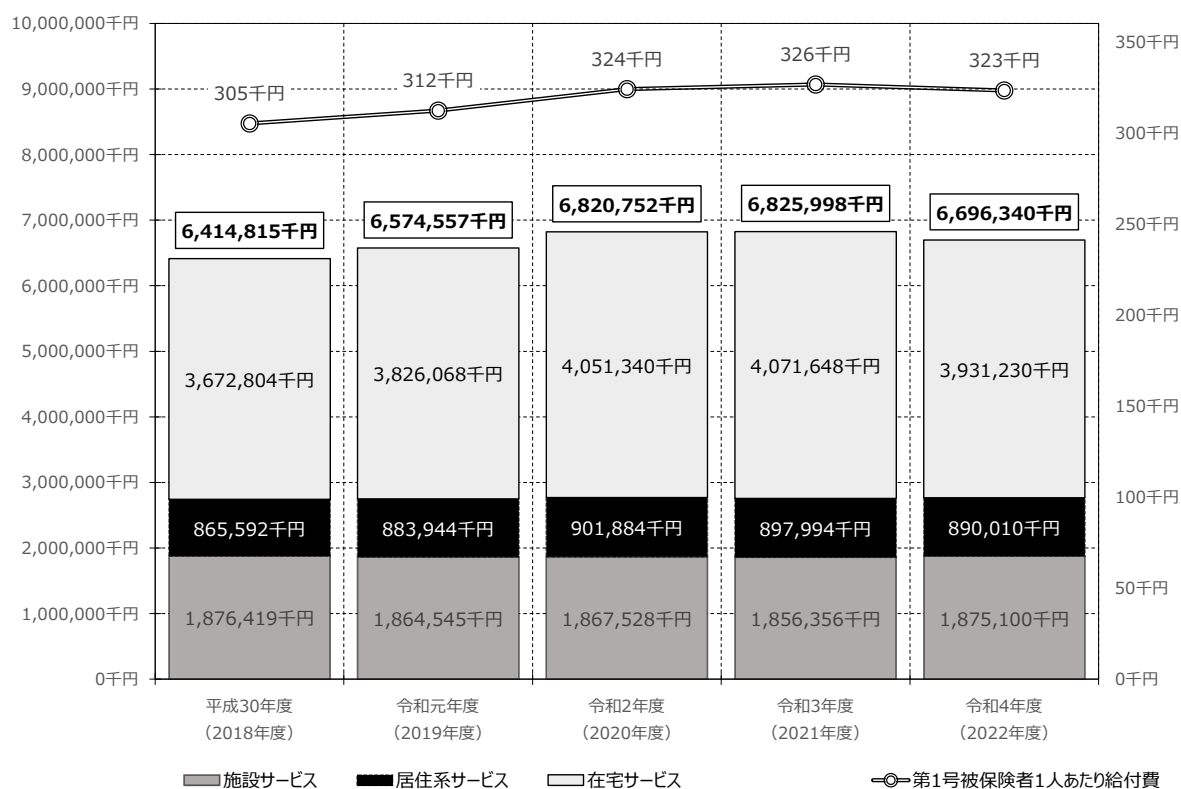 10,000,000千円
9,000,000千円
8,000,000千円
7,000,000千円
6,000,000千円
5,000,000千円
4,000,000千円
3,000,000千円
2,000,000千円
1,000,000千円
0千円
350千円
300千円
250千円
200千円
150千円
100千円
50千円
0千円
305千円 312千円 324千円 326千円 323千円
6,414,815千円 6,574,557千円 6,820,752千円 6,825,998千円 6,696,340千円
3,672,804千円 3,826,068千円 4,051,340千円 4,071,648千円 3,931,230千円
865,592千円 883,944千円 901,884千円 897,994千円 890,010千円
1,876,419千円 1,864,545千円 1,867,528千円 1,856,356千円 1,875,100千円
平成30年度 令和元年度 令和2年度 令和3年度 令和4年度
（2018年度） （2019年度） （2020年度） （2021年度） （2022年度）
施設サービス 居住系サービス 在宅サービス 第1号被保険者1人あたり給付費